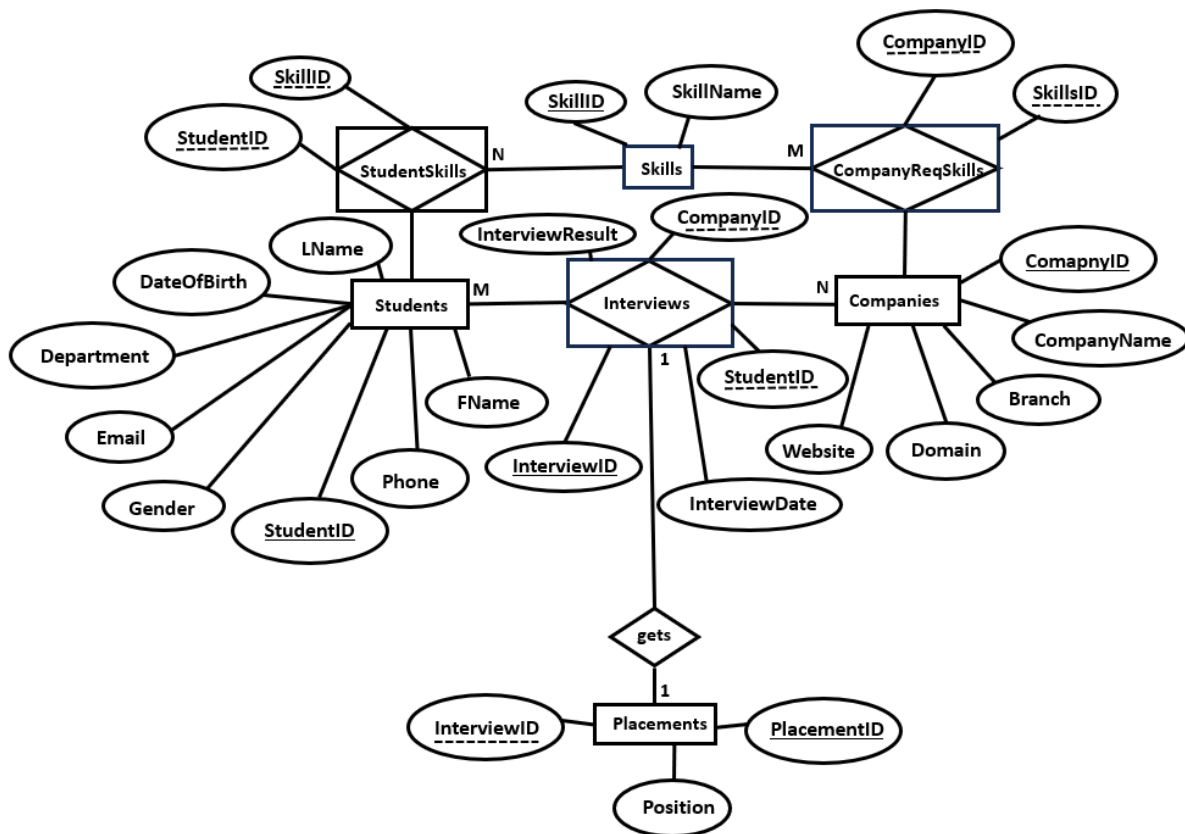 CompanyID
SkillID
SkillName
SkillID
SkillsID
StudentID
N
M
StudentSkills
Skills
CompanyReqSkills
CompanyID
InterviewResult
LName
ComapnyID
DateOfBirth
M
N
Students
Interviews
Companies
CompanyName
Department
1
StudentID
FName
Branch
Email
Website
Domain
InterviewID
Phone
Gender
InterviewDate
StudentID
gets
1
InterviewID
Placements
PlacementID
Position